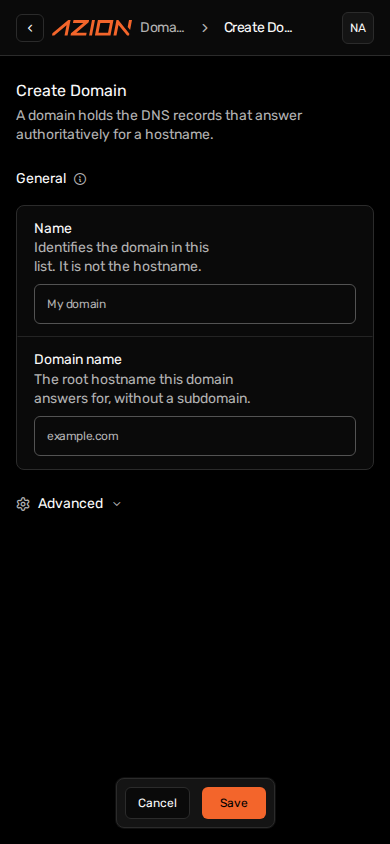 AZION
Doma...
Create Do...
NA
Create Domain
A domain holds the DNS records that answer
authoritatively for a hostname.
General
Name
Identifies the domain in this
list. It is not the hostname.
My domain
Domain name
The root hostname this domain
answers for, without a subdomain.
example.com
Advanced
Cancel
Save